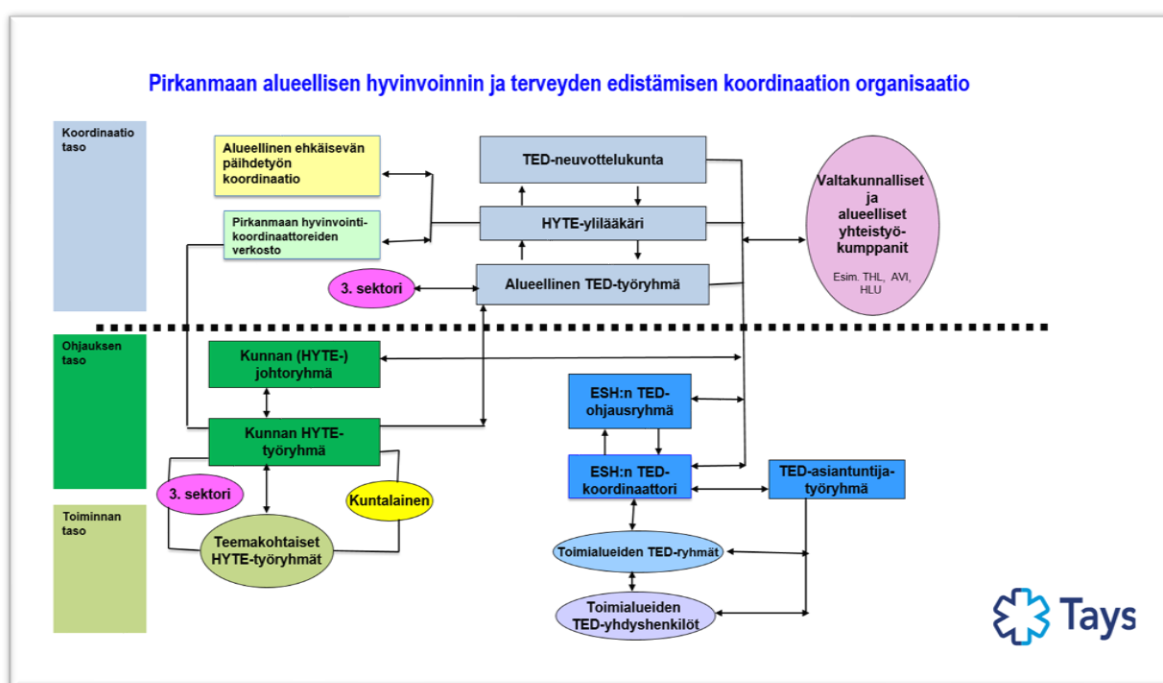 Pirkanmaan alueellisen hyvinvoinnin ja terveyden edistämisen koordinaation organisaatio
Koordinaatio
taso
Alueellinen ehkäisevän
päihdetyön
koordinaatio
Pirkanmaan hyvinvointi-
koordinaattoreiden
verkosto
3. sektori
TED-neuvottelukunta
HYTE-ylilääkäri
Alueellinen TED-työryhmä
Valtakunnalliset
ja
alueelliset
yhteistyö-
kumppanit
Esim. THL, AVI,
HLU
Ohjauksen
taso
Kunnan (HYTE-)
johtoryhmä
Kunnan HYTE-
työryhmä
3. sektori
Kuntalainen
ESH:n TED-
ohjausryhmä
ESH:n TED-
koordinaattori
TED-asiantuntija-
työryhmä
Toiminnan
taso
Teemakohtaiset
HYTE-työryhmät
Toimialueiden TED-ryhmät
Toimialueiden
TED-yhdyshenkilöt
Tays